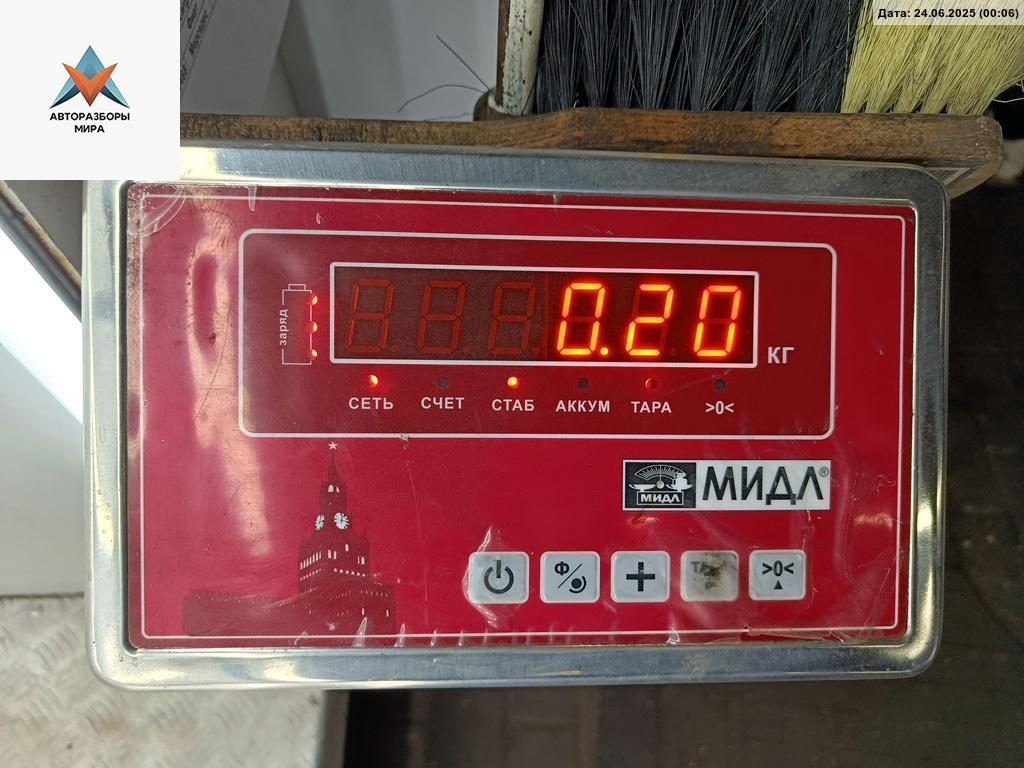 Дата: 24.06.2025 (00:06)
АВТОРАЗБОРЫ
МИРА
заряд
0.20
КГ
СЕТЬ СЧЕТ СТАБ АККУМ ТАРА >0<
МИДЛ МИДЛ®
Ф/ + >0<